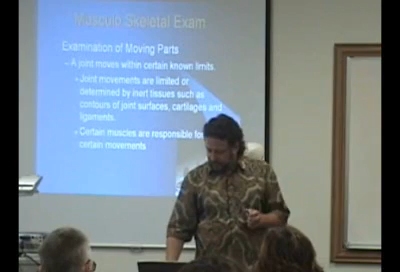 Musculo Skeletal Exam
Examination of Moving Parts
– A joint moves within certain known limits.
• Joint movements are limited or
determined by inert tissues such as
contours of joint surfaces, cartilages and
ligaments.
• Certain muscles are responsible for
certain movements